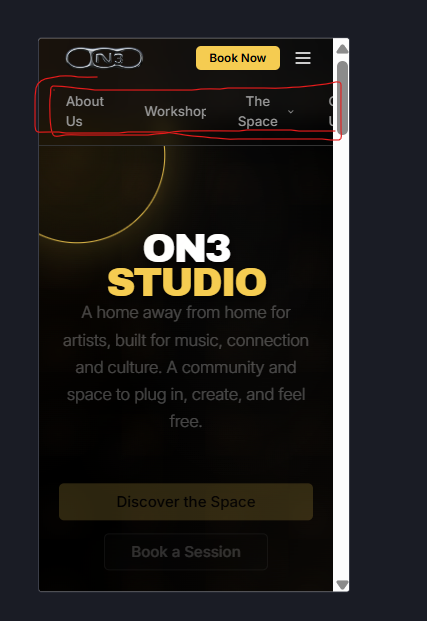 ON3
Book Now
About
Us
Workshop
The
Space
ON3
STUDIO
A home away from home for
artists, built for music, connection
and culture. A community and
space to plug in, create, and feel
free.
Discover the Space
Book a Session